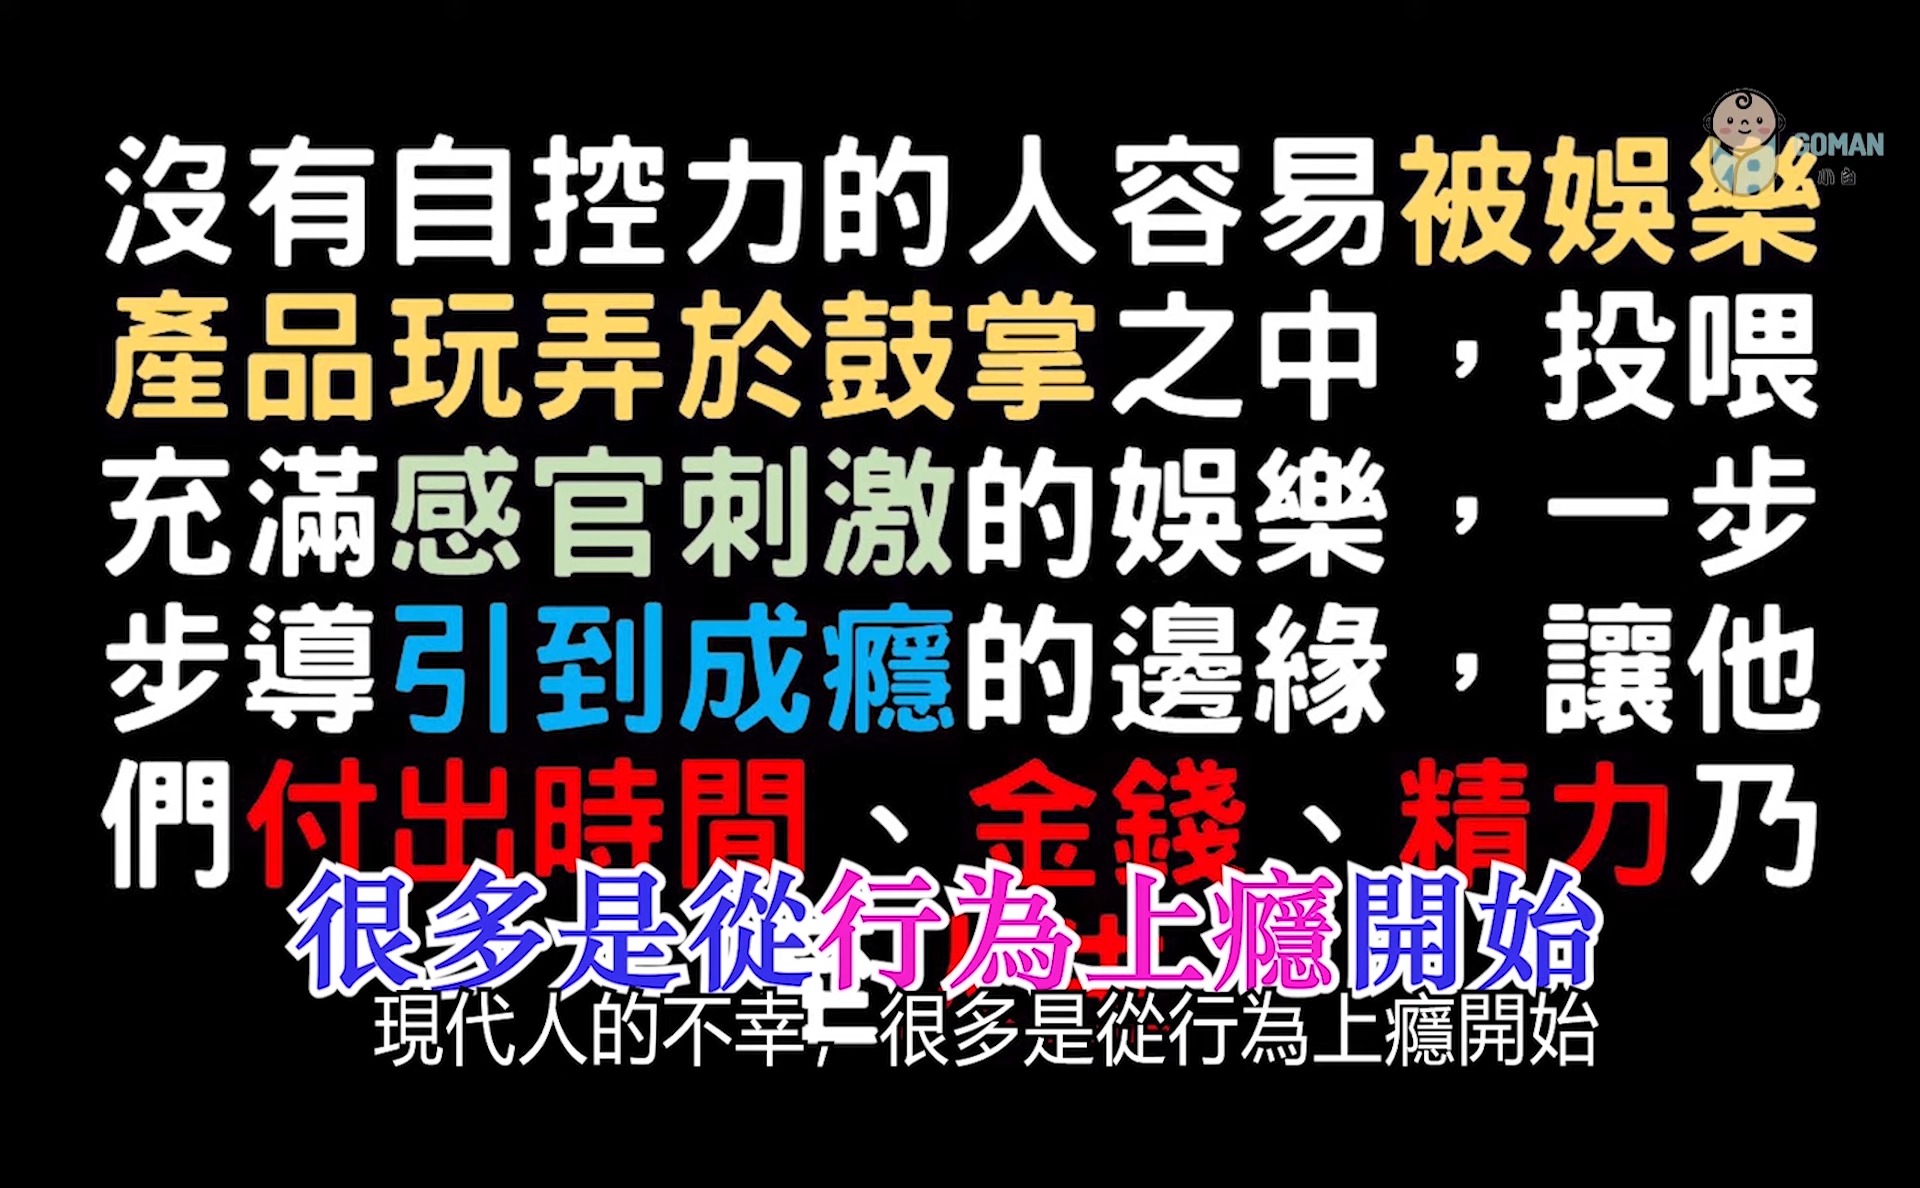 GOMAN
小白
沒有自控力的人容易被娛樂
產品玩弄於鼓掌之中，投喂
充滿感官刺激的娛樂，一步
步導引到成癮的邊緣，讓他
們付出時間、金錢、精力乃
很多是從行為上癮開始
現代人的不幸，很多是從行為上癮開始